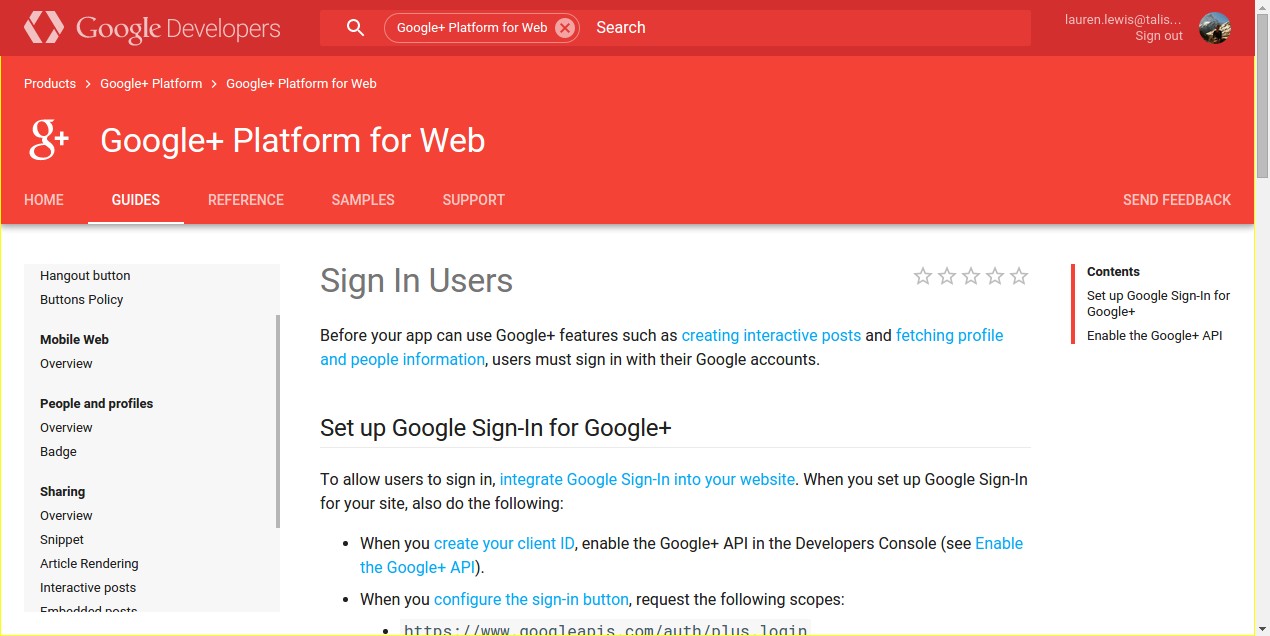 Google Developers
Google+ Platform for Web
Search
lauren.lewis@talis...
Sign out
Products > Google+ Platform > Google+ Platform for Web
g+ Google+ Platform for Web
HOME GUIDES REFERENCE SAMPLES SUPPORT SEND FEEDBACK
Hangout button
Buttons Policy
Mobile Web
Overview
People and profiles
Overview
Badge
Sharing
Overview
Snippet
Article Rendering
Interactive posts
Embedded posts
Sign In Users
Before your app can use Google+ features such as creating interactive posts and fetching profile
and people information, users must sign in with their Google accounts.
Set up Google Sign-In for Google+
To allow users to sign in, integrate Google Sign-In into your website. When you set up Google Sign-In
for your site, also do the following:
• When you create your client ID, enable the Google+ API in the Developers Console (see Enable
the Google+ API).
• When you configure the sign-in button, request the following scopes:
• https://www.googleapis.com/auth/plus.login
Contents
Set up Google Sign-In for
Google+
Enable the Google+ API